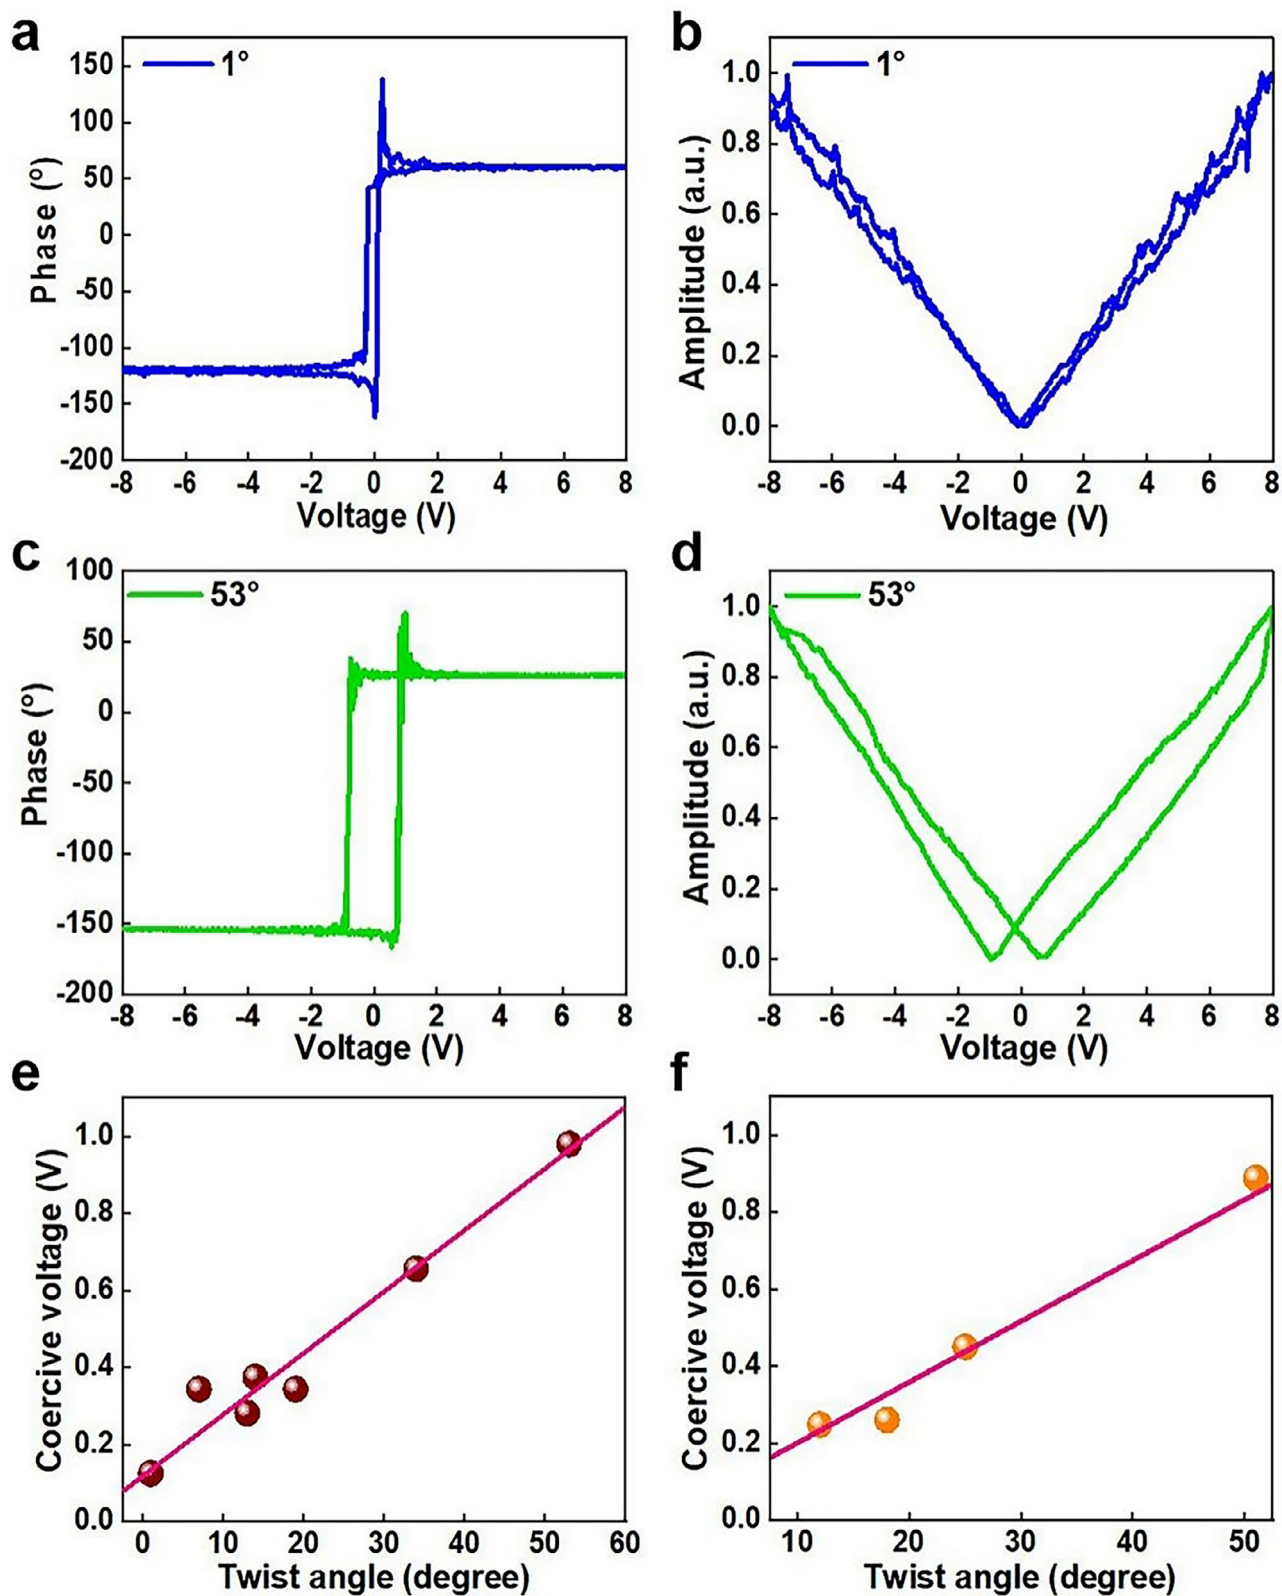 a
1°
150
100
50
0
-50
-100
-150
-200
Phase (°)
-8 -6 -4 -2 0 2 4 6 8
Voltage (V)
b
1°
1.0
0.8
0.6
0.4
0.2
0.0
Amplitude (a.u.)
-8 -6 -4 -2 0 2 4 6 8
Voltage (V)
c
53°
100
50
0
-50
-100
-150
-200
Phase (°)
-8 -6 -4 -2 0 2 4 6 8
Voltage (V)
d
53°
1.0
0.8
0.6
0.4
0.2
0.0
Amplitude (a.u.)
-8 -6 -4 -2 0 2 4 6 8
Voltage (V)
e
1.0
0.8
0.6
0.4
0.2
0.0
Coercive voltage (V)
0 10 20 30 40 50 60
Twist angle (degree)
f
1.0
0.8
0.6
0.4
0.2
0.0
Coercive voltage (V)
10 20 30 40 50
Twist angle (degree)